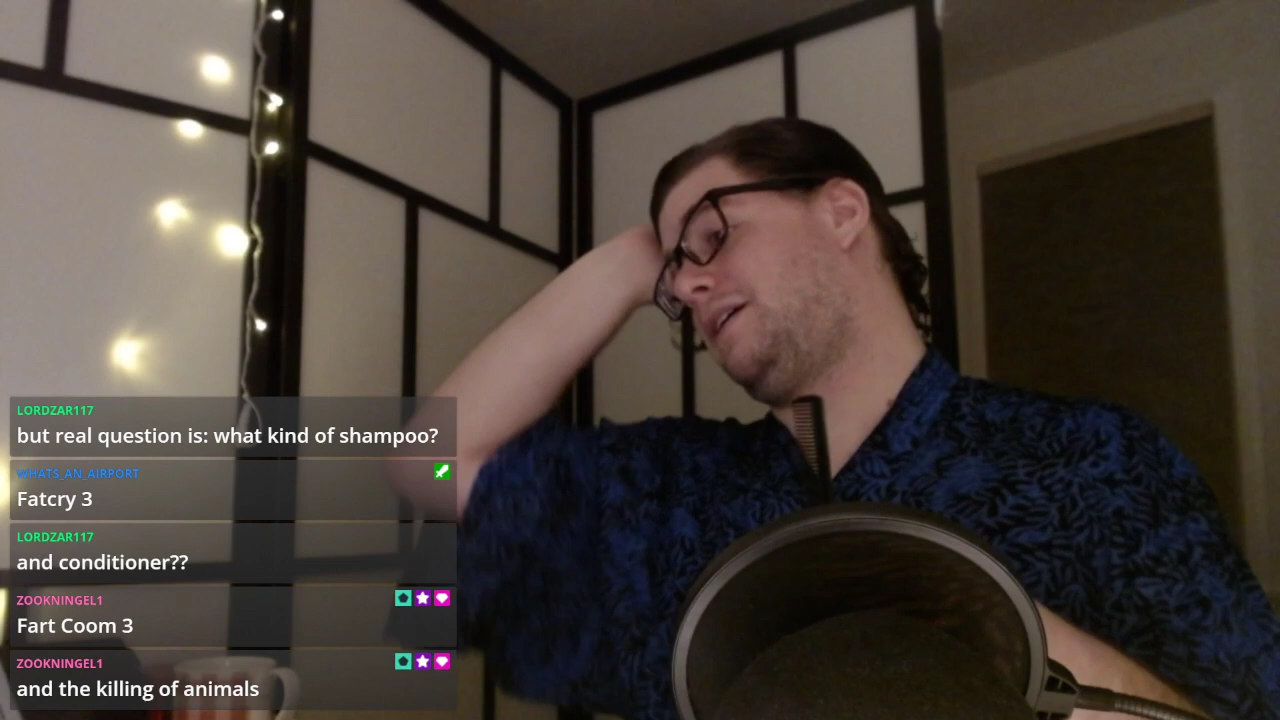 LORDZAR117
but real question is: what kind of shampoo?
WHATS_AN_AIRPORT
Fatcry 3
LORDZAR117
and conditioner??
ZOOKNINGEL1
Fart Coom 3
ZOOKNINGEL1
and the killing of animals